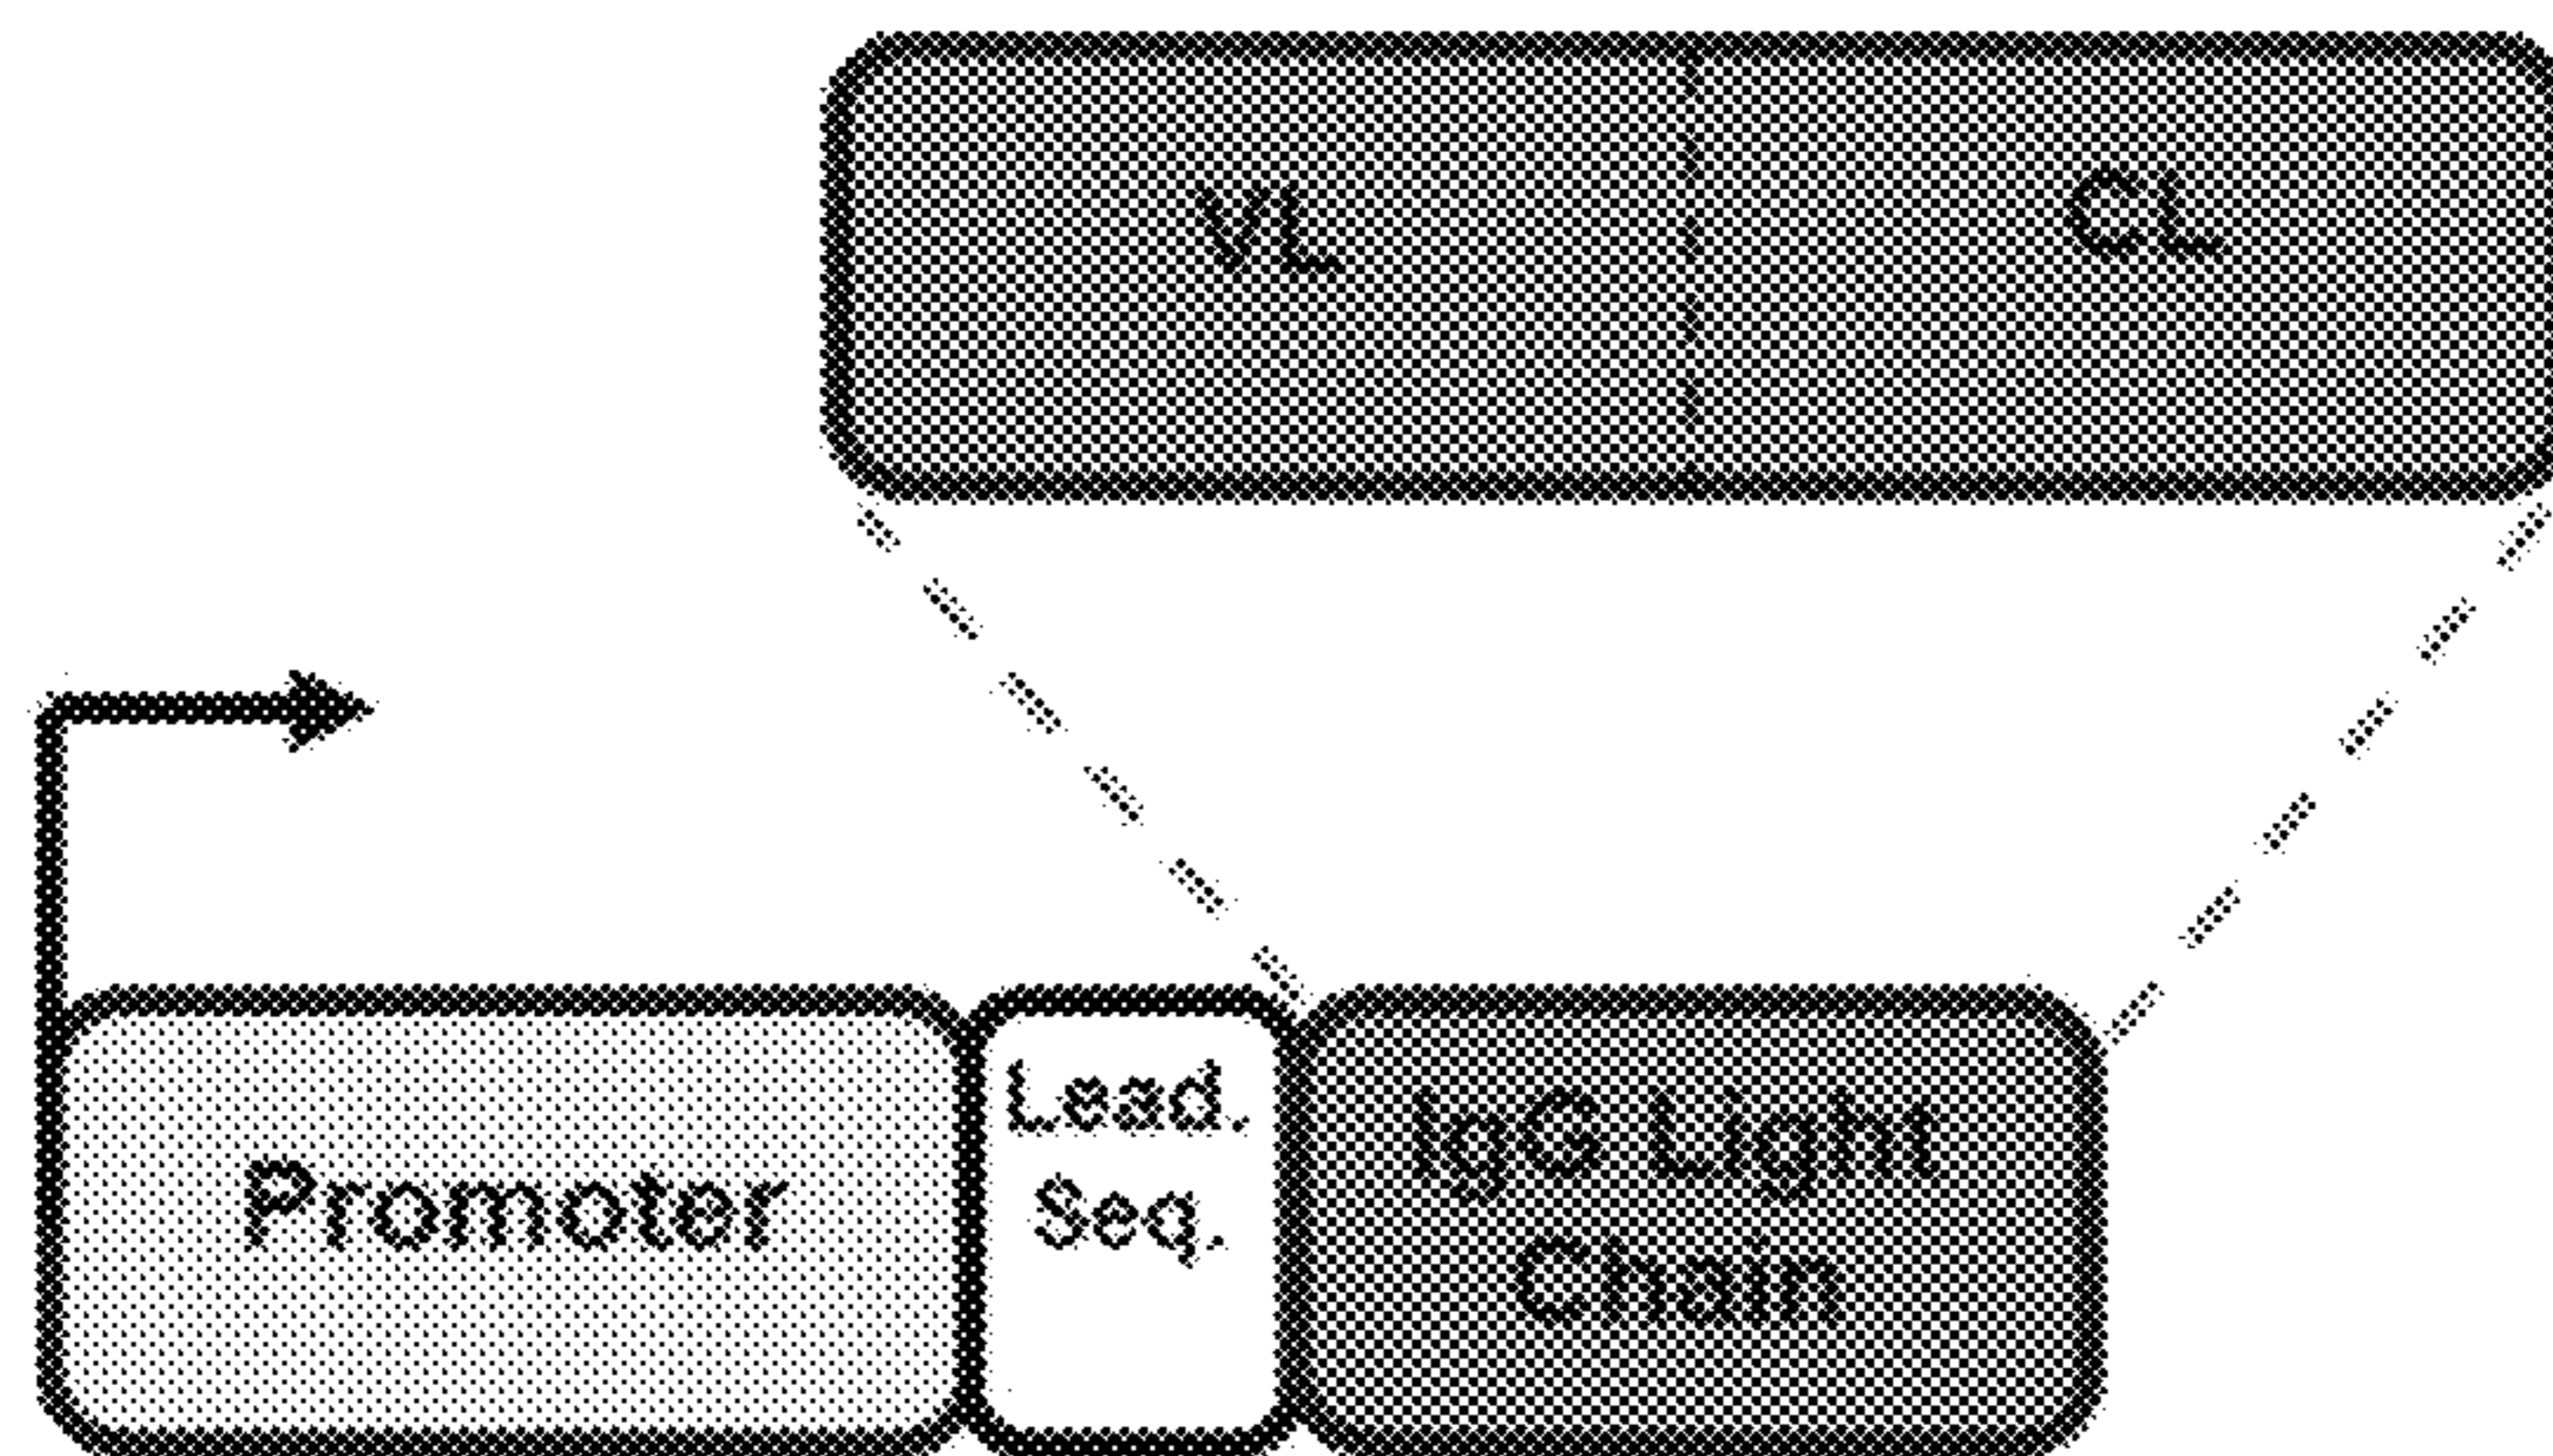 VL
CL
Promoter
Lead.
Seq.
IgG Light
Chain